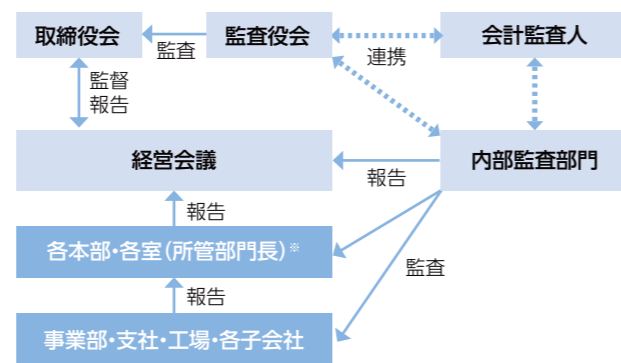 取締役会
監査
監査役会
連携
会計監査人
監督
報告
経営会議
報告
内部監査部門
報告
各本部・各室(所管部門長)※
監査
報告
事業部・支社・工場・各子会社